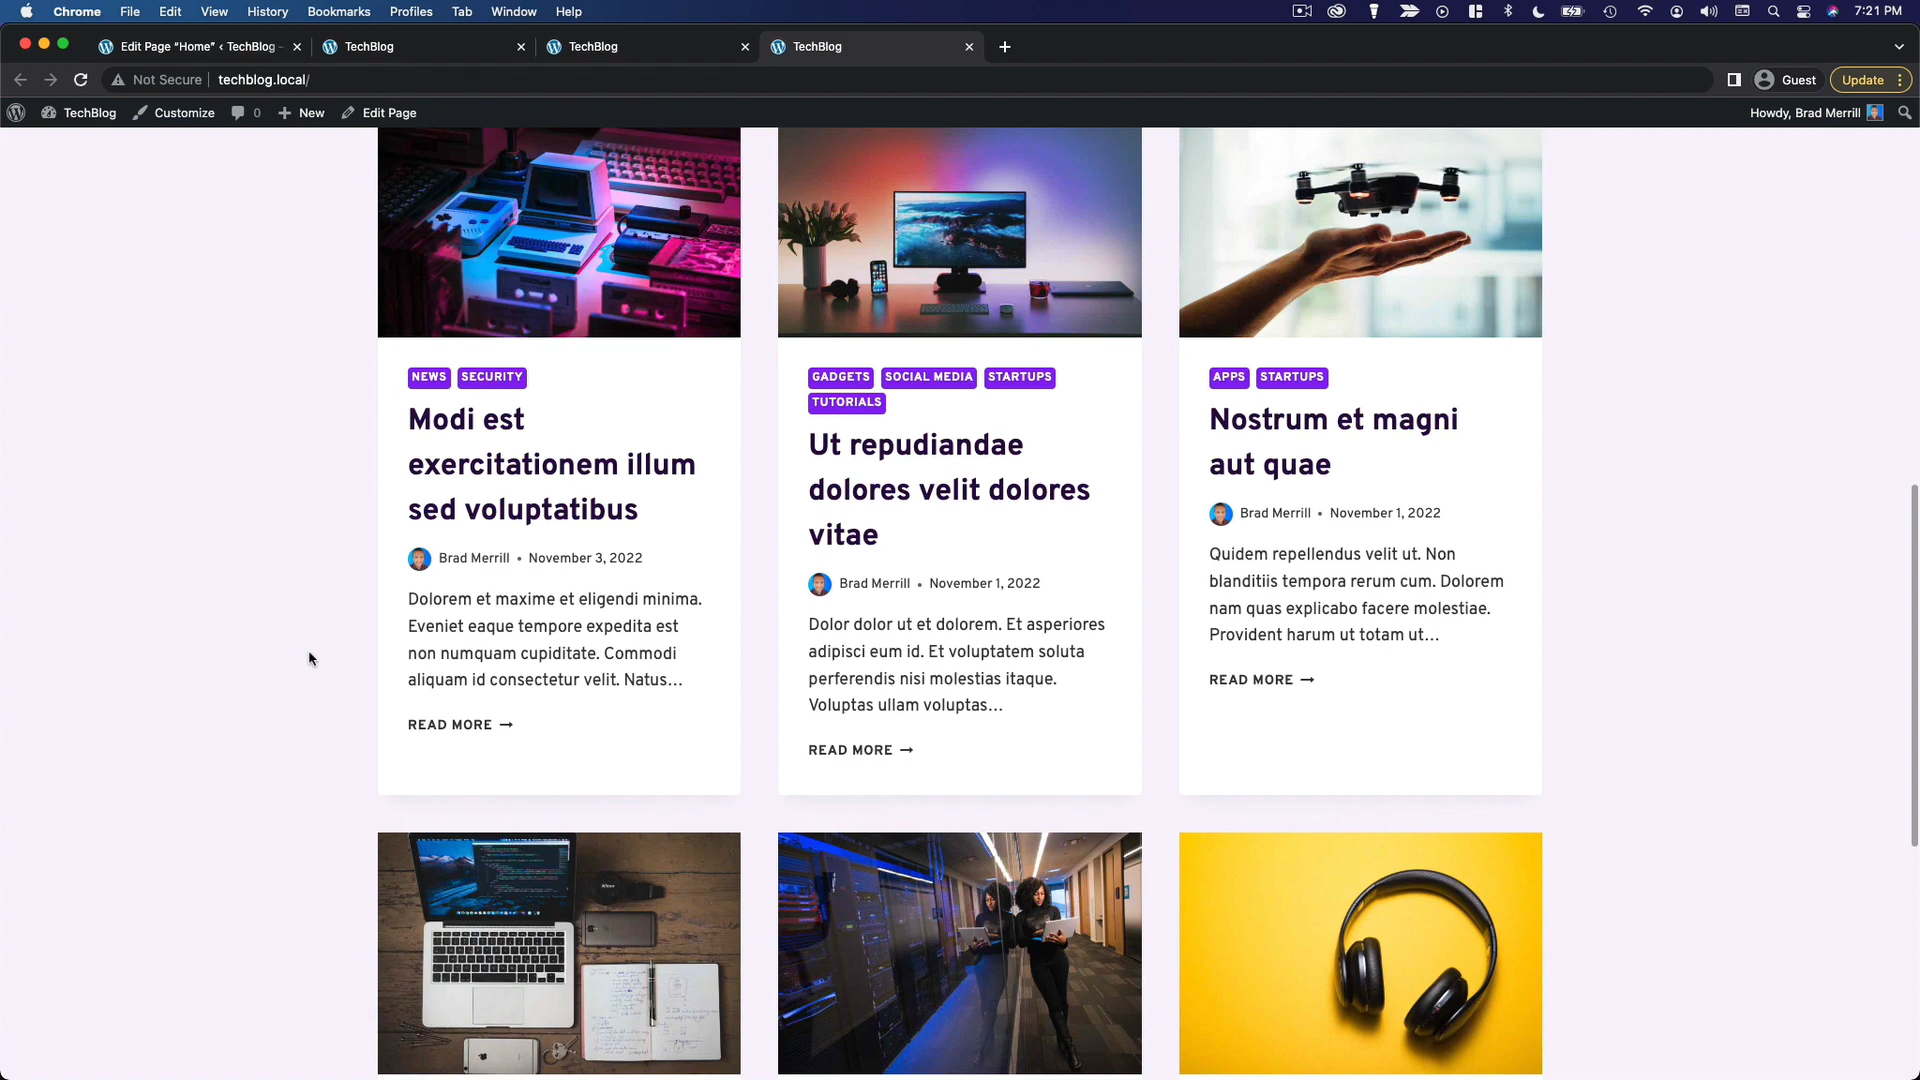 Chrome File Edit View History Bookmarks Profiles Tab Window Help 7:21 PM
Edit Page “Home” ‹ TechBlog – TechBlog TechBlog TechBlog
Not Secure techblog.local/ Guest Update
TechBlog Customize 0 New Edit Page Howdy, Brad Merrill
NEWS SECURITY
Modi est
exercitationem illum
sed voluptatibus
Brad Merrill • November 3, 2022
Dolorem et maxime et eligendi minima.
Eveniet eaque tempore expedita est
non numquam cupiditate. Commodi
aliquam id consectetur velit. Natus…
READ MORE →
GADGETS SOCIAL MEDIA STARTUPS
TUTORIALS
Ut repudiandae
dolores velit dolores
vitae
Brad Merrill • November 1, 2022
Dolor dolor ut et dolorem. Et asperiores
adipisci eum id. Et voluptatem soluta
perferendis nisi molestias itaque.
Voluptas ullam voluptas…
READ MORE →
APPS STARTUPS
Nostrum et magni
aut quae
Brad Merrill • November 1, 2022
Quidem repellendus velit ut. Non
blanditiis tempora rerum cum. Dolorem
nam quas explicabo facere molestiae.
Provident harum ut totam ut…
READ MORE →